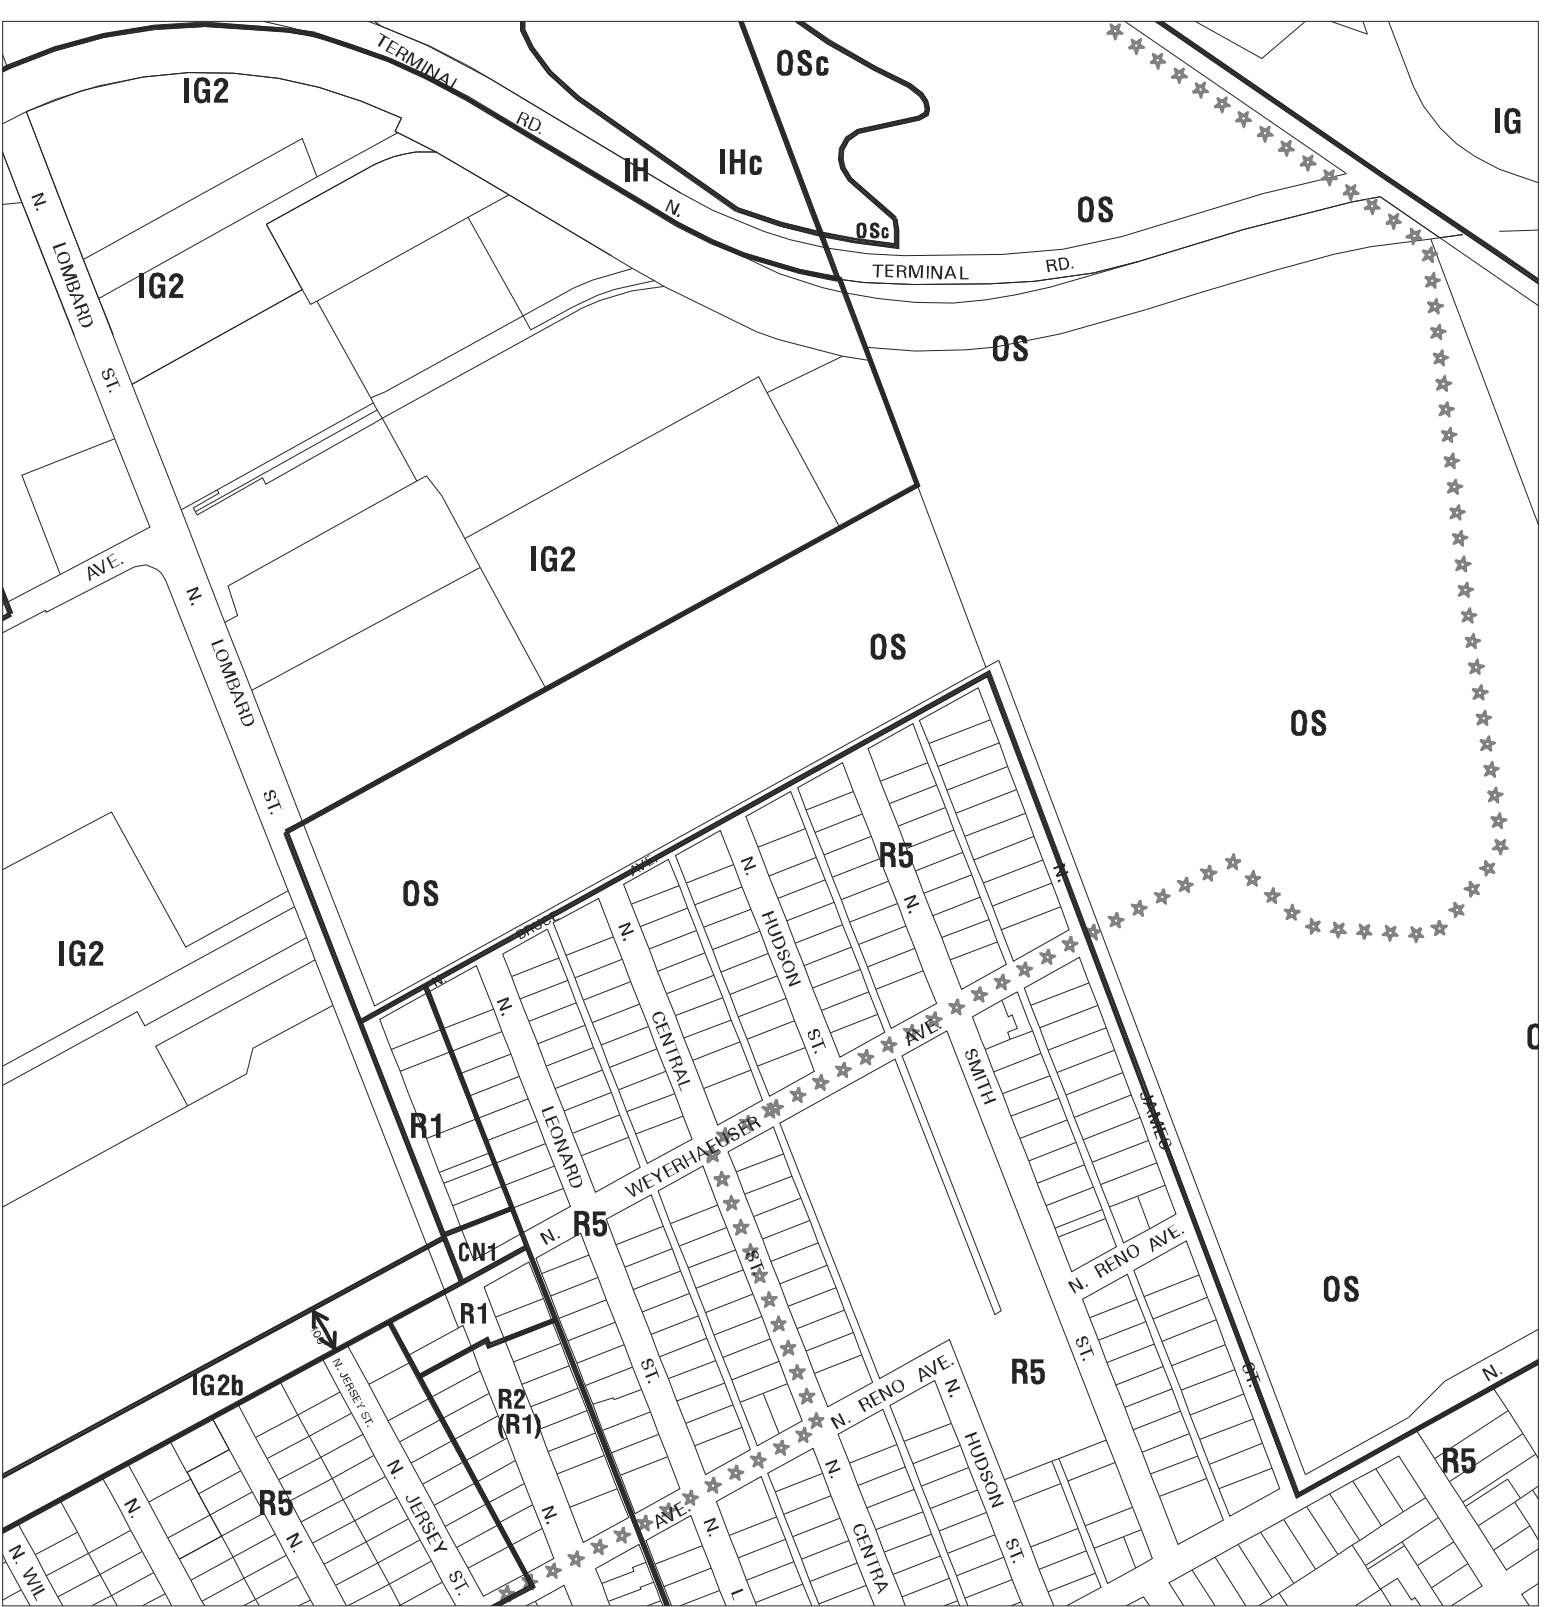 TERMINAL
RD.
N.
TERMINAL
RD.
IG2
IH
IHc
OSc
OSc
OS
IG
N.
LOMBARD
ST.
IG2
OS
AVE.
N.
LOMBARD
ST.
IG2
OS
OS
OS
IG2
N.
BRUCE
AVE.
R5
N.
N.
HUDSON
ST.
N.
CENTRAL
N.
LEONARD
N.
SMITH
AVE.
WEYERHAEUSER
N.
N.
JAMES
ST.
R1
R5
CN1
R1
ST.
N. RENO AVE.
ST.
OS
100'
IG2b
N. JERSEY ST.
R2
(R1)
ST.
N. RENO AVE.
R5
N.
R5
R5
N.
N.
N.
JERSEY
ST.
N.
AVE.
N.
L
N.
CENTRA
N.
HUDSON
ST.
N. WIL